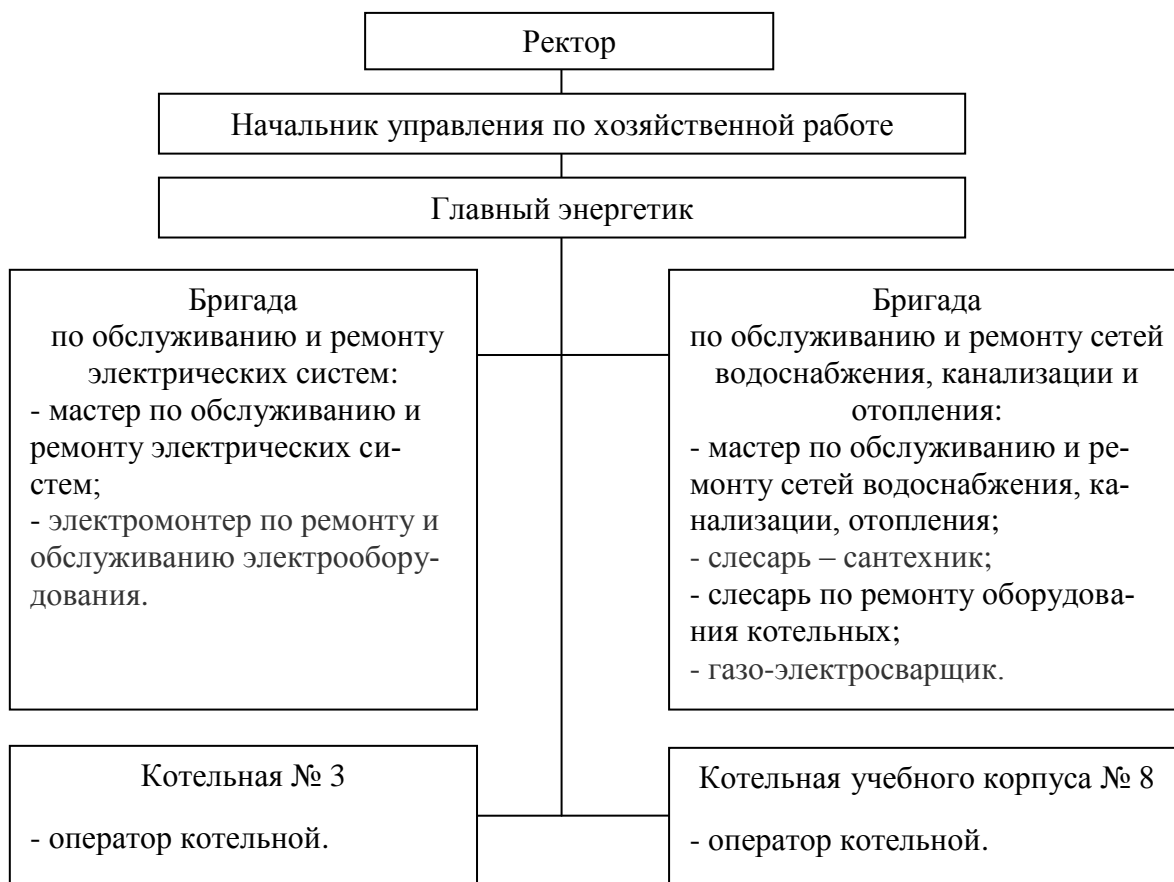 Ректор
Начальник управления по хозяйственной работе
Главный энергетик
Бригада
по обслуживанию и ремонту
электрических систем:
- мастер по обслуживанию и
ремонту электрических си-
стем;
- электромонтер по ремонту и
обслуживанию электрооборu-
дования.
Бригада
по обслуживанию и ремонту сетей
водоснабжения, канализации и
отопления:
- мастер по обслуживанию и ре-
монту сетей водоснабжения, ка-
нализации, отопления;
- слесарь – сантехник;
- слесарь по ремонту оборудова-
ния котельных;
- газо-электросварщик.
Котельная № 3
- оператор котельной.
Котельная учебного корпуса № 8
- оператор котельной.